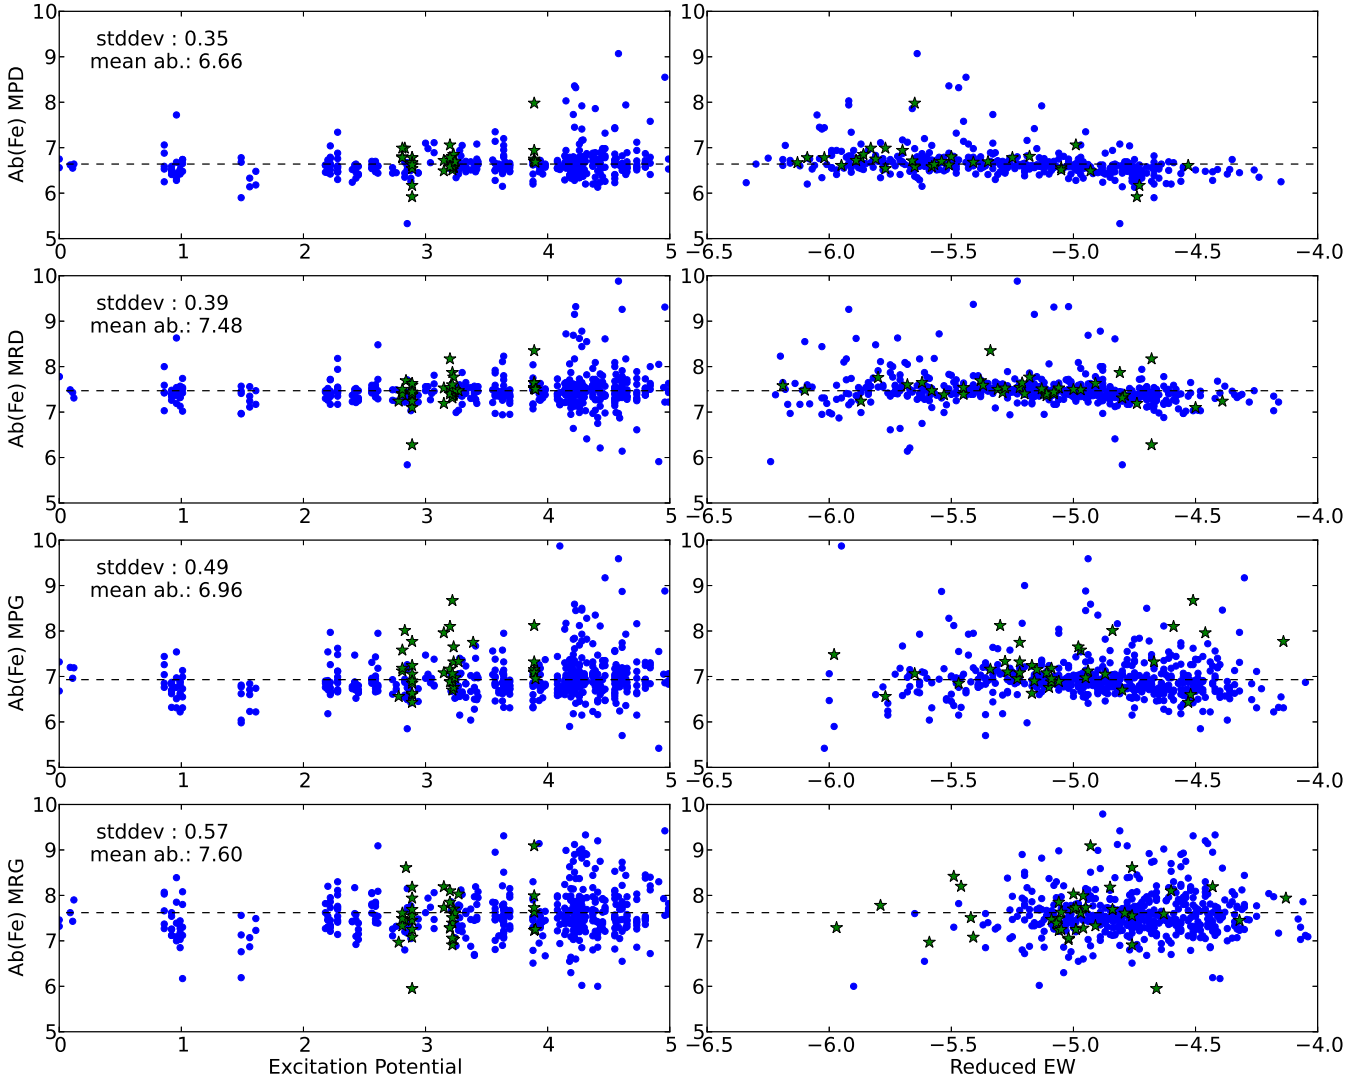 10
9
8
7
6
5
Ab(Fe) MPD
stddev : 0.35
mean ab.: 6.66
0 1 2 3 4 5
−6.5 −6.0 −5.5 −5.0 −4.5 −4.0
10
9
8
7
6
5
Ab(Fe) MRD
stddev : 0.39
mean ab.: 7.48
0 1 2 3 4 5
−6.5 −6.0 −5.5 −5.0 −4.5 −4.0
10
9
8
7
6
5
Ab(Fe) MPG
stddev : 0.49
mean ab.: 6.96
0 1 2 3 4 5
−6.5 −6.0 −5.5 −5.0 −4.5 −4.0
10
9
8
7
6
5
Ab(Fe) MRG
stddev : 0.57
mean ab.: 7.60
0 1 2 3 4 5
−6.5 −6.0 −5.5 −5.0 −4.5 −4.0
Excitation Potential
Reduced EW
10
9
8
7
6
5
10
9
8
7
6
5
10
9
8
7
6
5
10
9
8
7
6
5